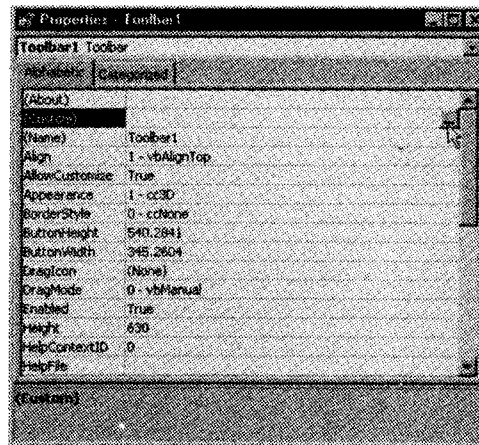 Properties - Toolbar1
Toolbar1 Toolbar
Alphabetic Categorized
(About)
(Custom)
(Name) Toolbar1
Align 1 - vbAlignTop
AllowCustomize True
Appearance 1 - cc3D
BorderStyle 0 - ccNone
ButtonHeight 540.2841
ButtonWidth 345.2604
DragIcon (None)
DragMode 0 - vbManual
Enabled True
Height 630
HelpContextID 0
HelpFile
(Custom)